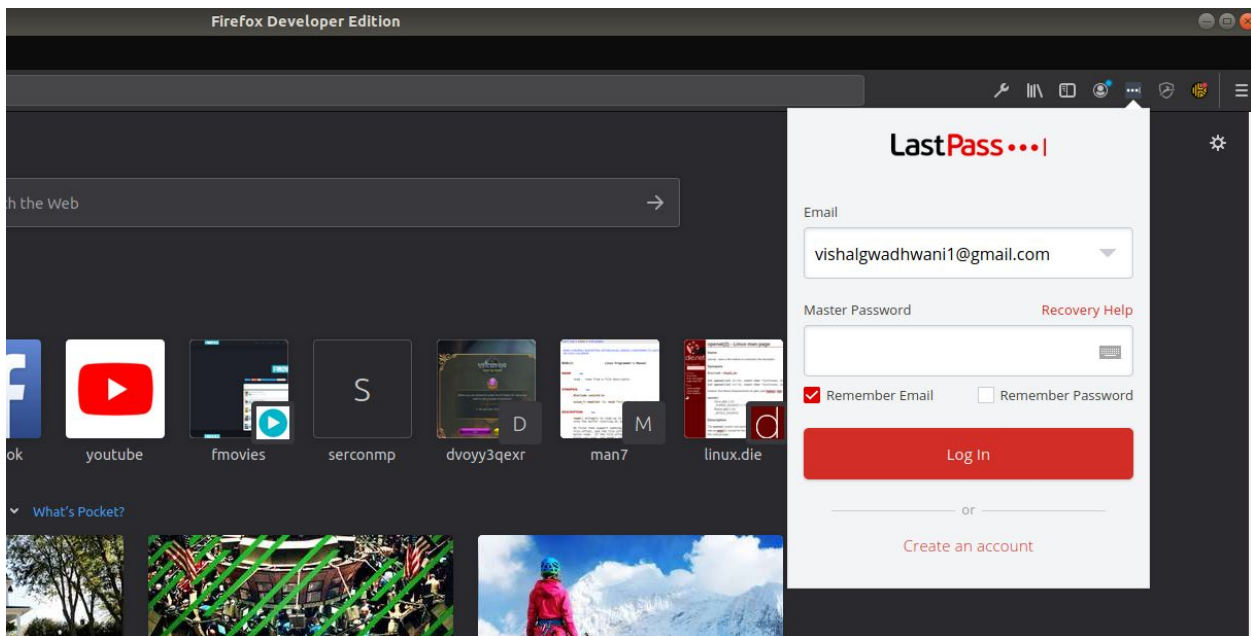 Firefox Developer Edition
LastPass
ch the Web
Email
vishalgwadhwani1@gmail.com
Master Password
Recovery Help
Remember Email
Remember Password
Log In
or
Create an account
S
D
M
d
ok
youtube
fmovies
serconmp
dvoyy3qexr
man7
linux.die
What's Pocket?